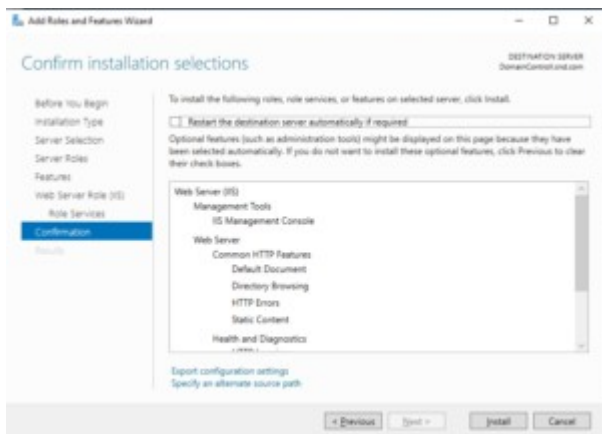 Add Roles and Features Wizard
Confirm installation selections
DESTINATION SERVER
Before You Begin
Installation Type
Server Selection
Server Roles
Features
Web Server Role (IIS)
Role Services
Confirmation
Results
To install the following roles, role services, or features on selected server, click Install.
Restart the destination server automatically if required
Optional features (such as administration tools) might be displayed on this page because they have
been selected automatically. If you do not want to install these optional features, click Previous to clear
their check boxes.
Web Server (IIS)
Management Tools
IIS Management Console
Web Server
Common HTTP Features
Default Document
Directory Browsing
HTTP Errors
Static Content
Health and Diagnostics
Export configuration settings
Specify an alternate source path
< Previous
Next >
Install
Cancel